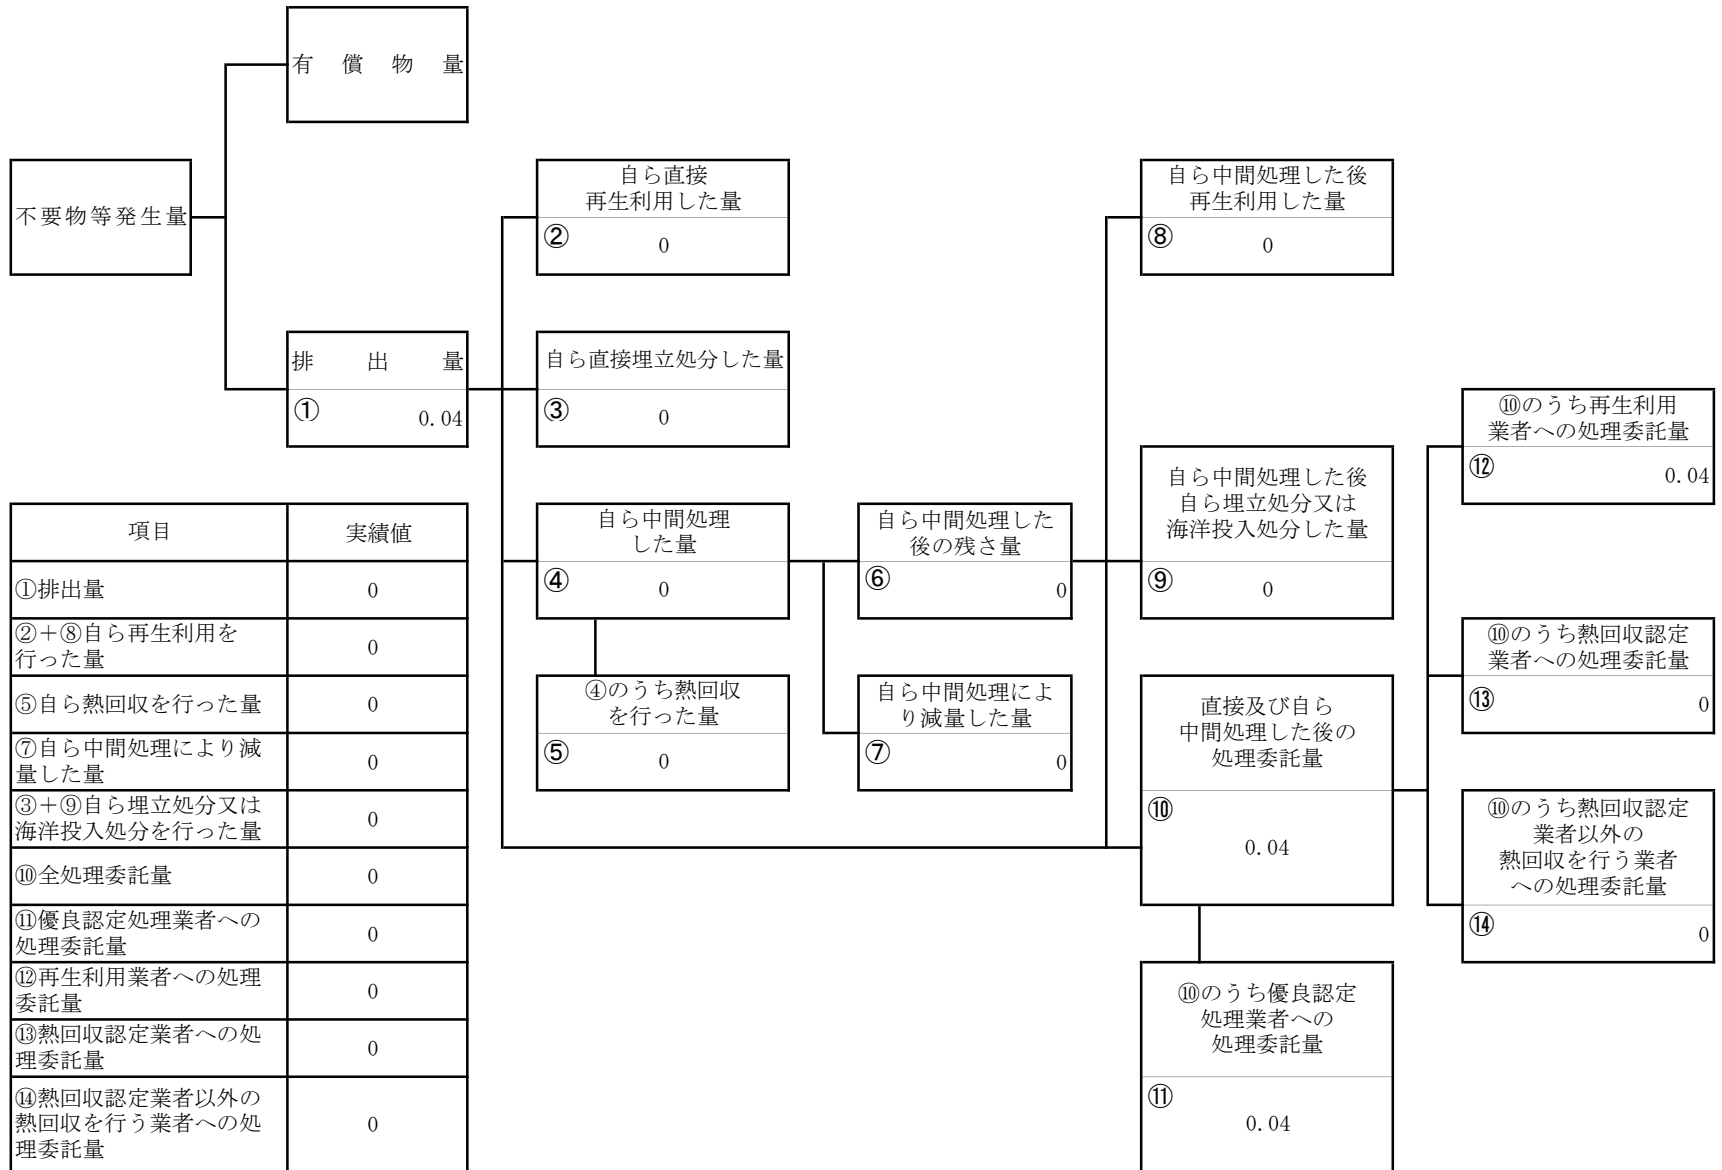 有償物量
不要物等発生量
排出量
①
0.04
自ら直接
再生利用した量
②
0
自ら直接埋立処分した量
③
0
自ら中間処理
した量
④
0
④のうち熱回収
を行った量
⑤
0
自ら中間処理した
後の残さ量
⑥
0
自ら中間処理によ
り減量した量
⑦
0
自ら中間処理した後
再生利用した量
⑧
0
自ら中間処理した後
自ら埋立処分又は
海洋投入処分した量
⑨
0
直接及び自ら
中間処理した後の
処理委託量
⑩
0.04
⑩のうち優良認定
処理業者への
処理委託量
⑪
0.04
⑩のうち再生利用
業者への処理委託量
⑫
0.04
⑩のうち熱回収認定
業者への処理委託量
⑬
0
⑩のうち熱回収認定
業者以外の
熱回収を行う業者
への処理委託量
⑭
0
項目 実績値
①排出量 0
②+⑧自ら再生利用を
行った量 0
⑤自ら熱回収を行った量 0
⑦自ら中間処理により減
量した量 0
③+⑨自ら埋立処分又は
海洋投入処分を行った量 0
⑩全処理委託量 0
⑪優良認定処理業者への
処理委託量 0
⑫再生利用業者への処理
委託量 0
⑬熱回収認定業者への処
理委託量 0
⑭熱回収認定業者以外の
熱回収を行う業者への処
理委託量 0